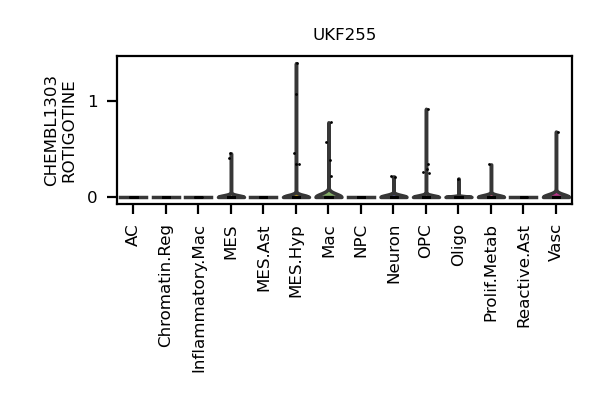 UKF255
CHEMBL1303
ROTIGOTINE
1
0
AC
Chromatin.Reg
Inflammatory.Mac
MES
MES.Ast
MES.Hyp
Mac
NPC
Neuron
OPC
Oligo
Prolif.Metab
Reactive.Ast
Vasc